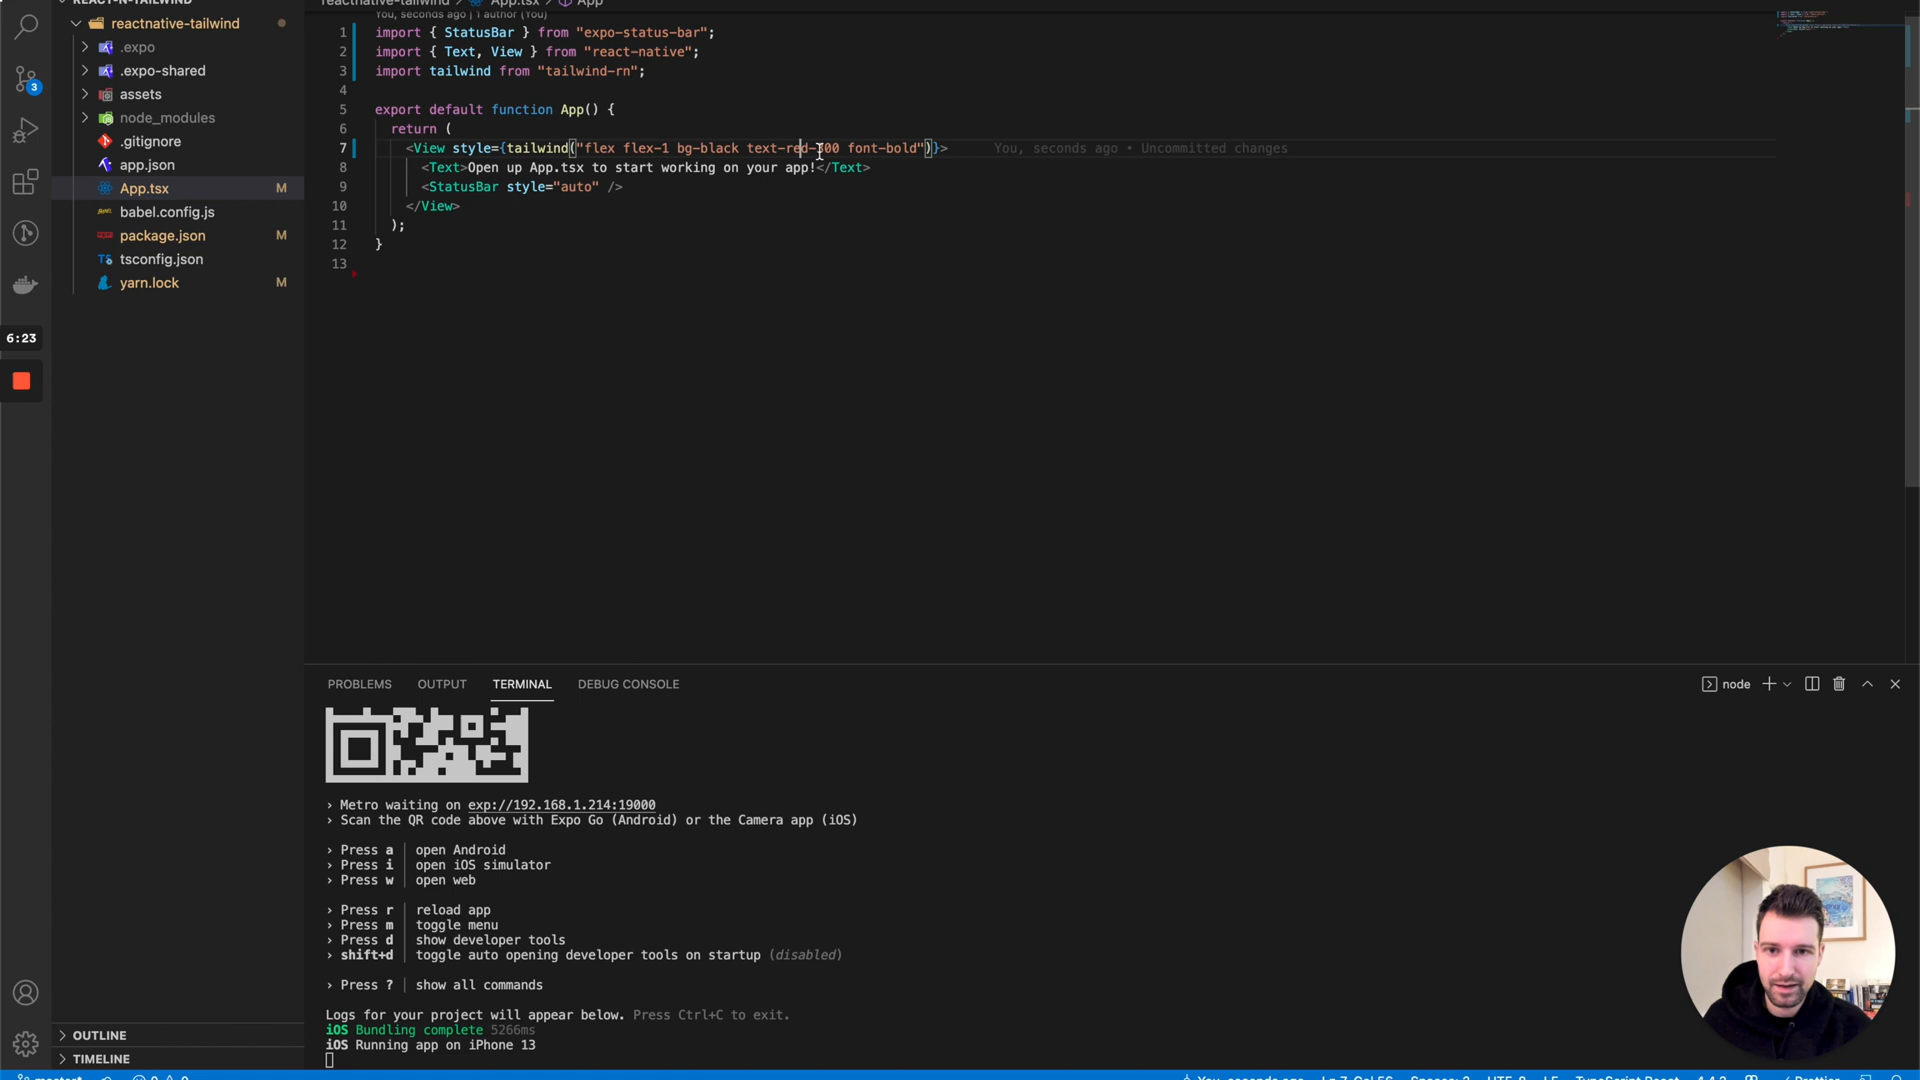 REACT-N-TAILWIND
reactnative-tailwind
.expo
.expo-shared
assets
node_modules
.gitignore
app.json
App.tsx M
babel.config.js
package.json M
tsconfig.json
yarn.lock M
3
6:23
OUTLINE
TIMELINE
reactnative-tailwind > App.tsx > App
You, seconds ago | 1 author (You)
1 import { StatusBar } from "expo-status-bar";
2 import { Text, View } from "react-native";
3 import tailwind from "tailwind-rn";
4
5 export default function App() {
6 return (
7 <View style={tailwind("flex flex-1 bg-black text-red- 00 font-bold")}> You, seconds ago • Uncommitted changes
8 <Text>Open up App.tsx to start working on your app!</Text>
9 <StatusBar style="auto" />
10 </View>
11 );
12 }
13
PROBLEMS OUTPUT TERMINAL DEBUG CONSOLE
node
› Metro waiting on exp://192.168.1.214:19000
› Scan the QR code above with Expo Go (Android) or the Camera app (iOS)
› Press a │ open Android
› Press i │ open iOS simulator
› Press w │ open web
› Press r │ reload app
› Press m │ toggle menu
› Press d │ show developer tools
› shift+d │ toggle auto opening developer tools on startup (disabled)
› Press ? │ show all commands
Logs for your project will appear below. Press Ctrl+C to exit.
iOS Bundling complete 5266ms
iOS Running app on iPhone 13